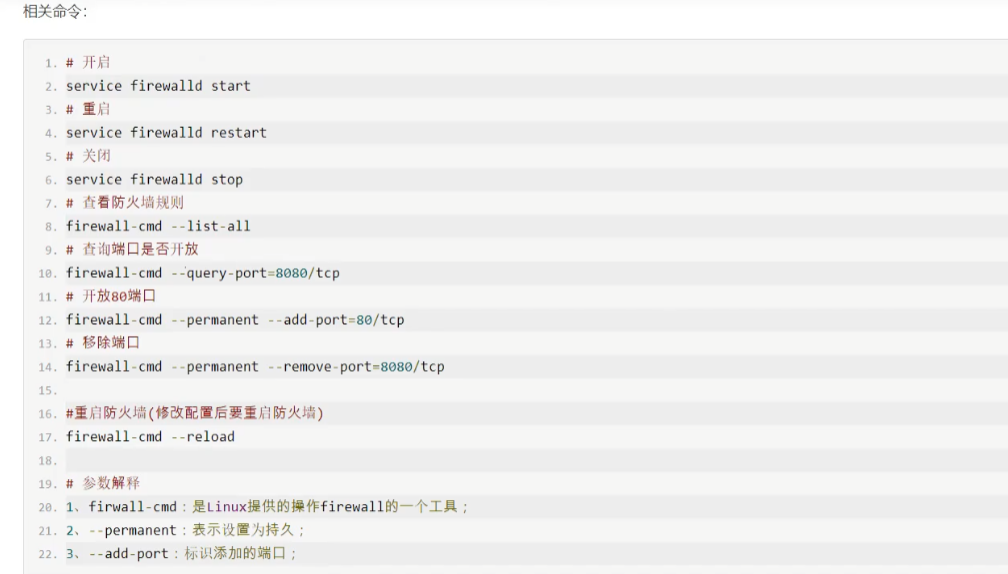 相关命令:
1. # 开启
2. service firewalld start
3. # 重启
4. service firewalld restart
5. # 关闭
6. service firewalld stop
7. # 查看防火墙规则
8. firewall-cmd --list-all
9. # 查询端口是否开放
10. firewall-cmd --query-port=8080/tcp
11. # 开放80端口
12. firewall-cmd --permanent --add-port=80/tcp
13. # 移除端口
14. firewall-cmd --permanent --remove-port=8080/tcp
15.
16. #重启防火墙(修改配置后要重启防火墙)
17. firewall-cmd --reload
18.
19. # 参数解释
20. 1、firwall-cmd：是Linux提供的操作firewall的一个工具；
21. 2、--permanent：表示设置为持久；
22. 3、--add-port：标识添加的端口；